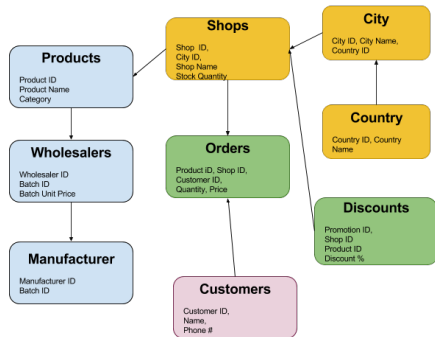 Products
Product ID
Product Name
Category
Shops
Shop  ID,
City ID,
Shop Name
Stock Quantity
City
City ID, City Name,
Country ID
Country
Country ID, Country
Name
Wholesalers
Wholesaler ID
Batch ID
Batch Unit Price
Orders
Product iD, Shop ID,
Customer ID,
Quantity, Price
Discounts
Promotion ID,
Shop ID
Product ID
Discount %
Manufacturer
Manufacturer ID
Batch ID
Customers
Customer ID,
Name,
Phone #